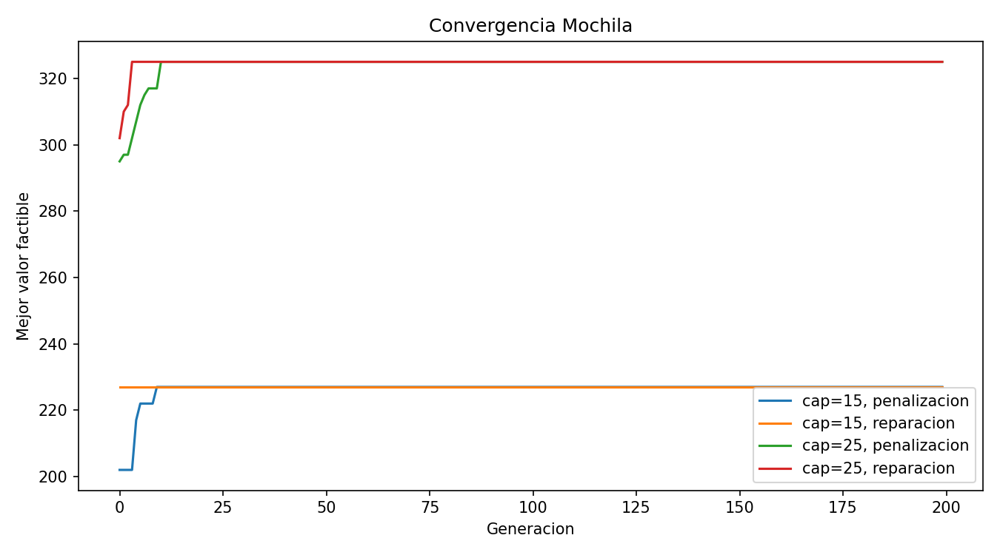 Convergencia Mochila
Mejor valor factible
320
300
280
260
240
220
200
cap=15, penalizacion
cap=15, reparacion
cap=25, penalizacion
cap=25, reparacion
0 25 50 75 100 125 150 175 200
Generacion